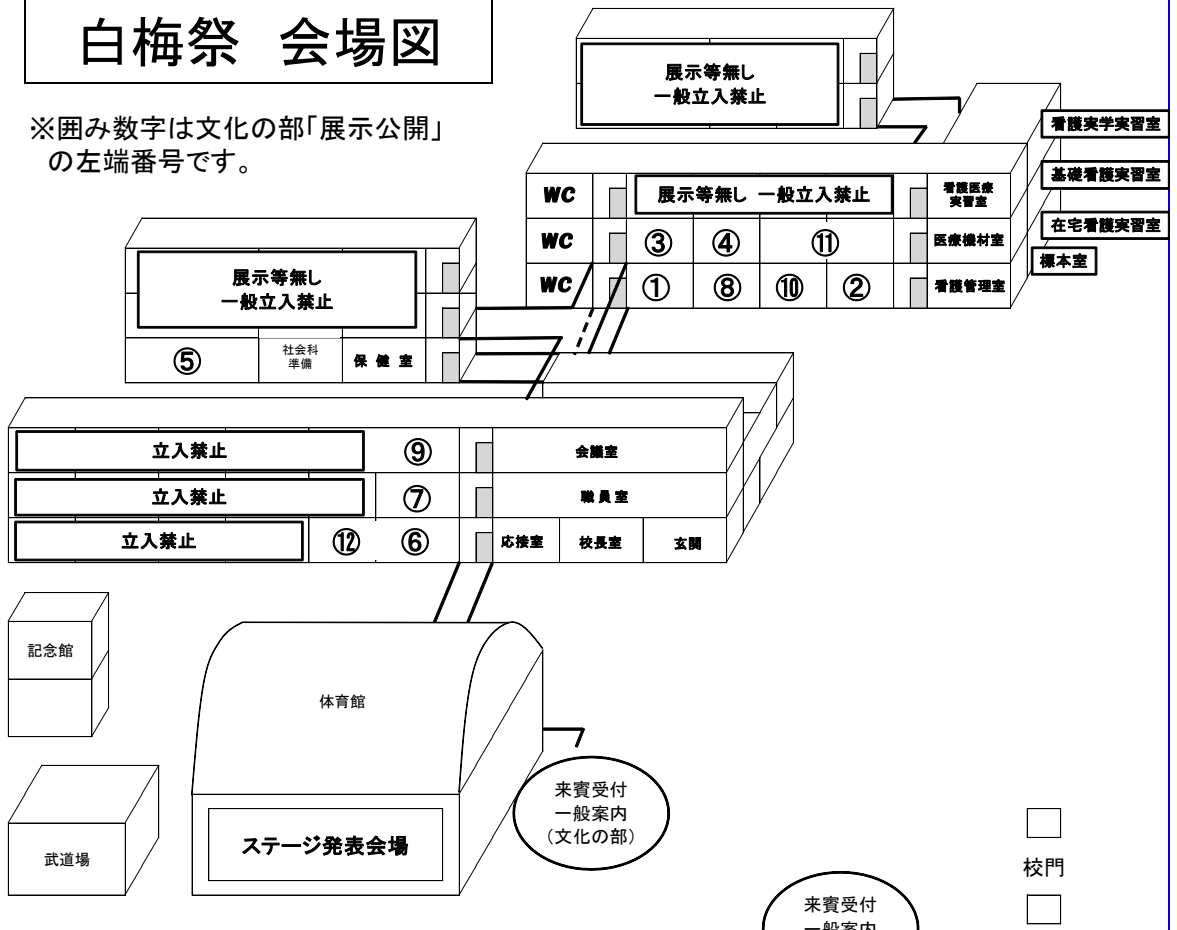 白梅祭 会場図
※囲み数字は文化の部「展示公開」
の左端番号です。
展示等無し
一般立入禁止
看護実学実習室
基礎看護実習室
在宅看護実習室
標本室
WC
展示等無し 一般立入禁止
看護医療
実習室
WC
③
④
⑪
医療機材室
WC
①
⑧
⑩
②
看護管理室
展示等無し
一般立入禁止
⑤
社会科
準備
保健室
立入禁止
⑨
会議室
立入禁止
⑦
職員室
立入禁止
⑫
⑥
応接室
校長室
玄関
記念館
体育館
武道場
ステージ発表会場
来賓受付
一般案内
(文化の部)
校門
来賓受付
一般案内